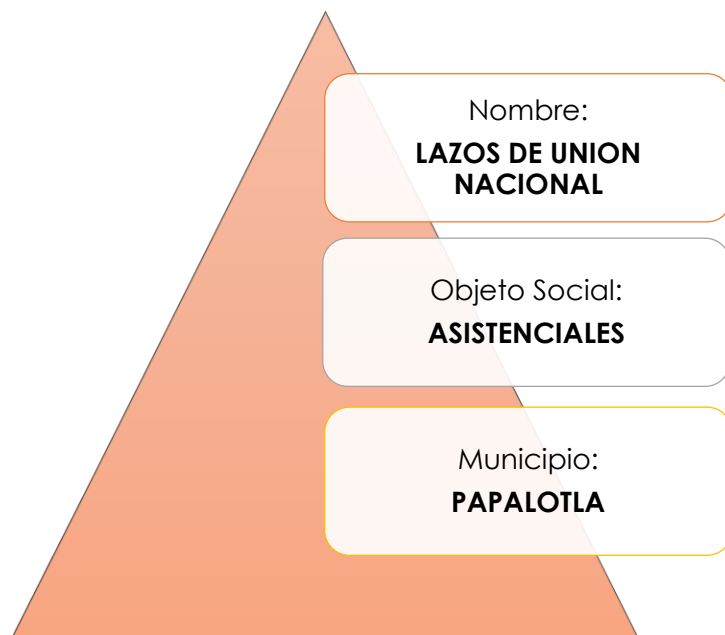 Nombre:
LAZOS DE UNION
NACIONAL
Objeto Social:
ASISTENCIALES
Municipio:
PAPALOTLA